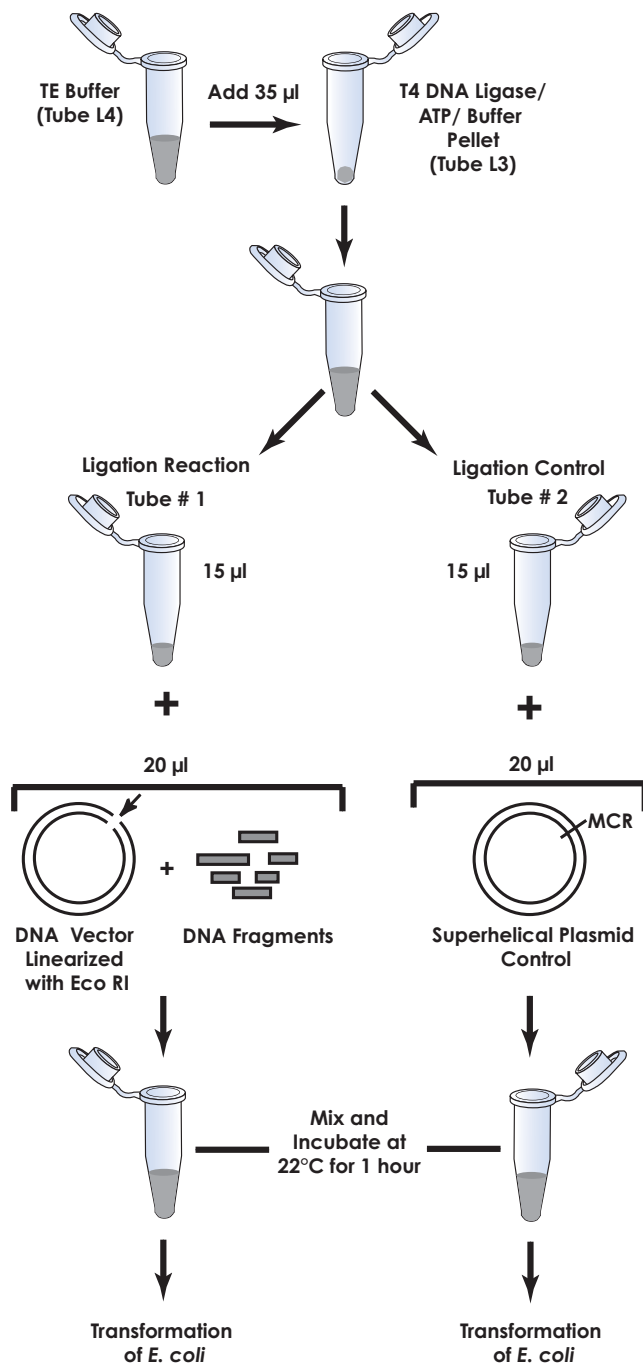 TE Buffer
(Tube L4)
Add 35 µl
T4 DNA Ligase/
ATP/ Buffer
Pellet
(Tube L3)
Ligation Reaction
Tube # 1
Ligation Control
Tube # 2
15 µl
15 µl
+
+
20 µl
20 µl
+
MCR
DNA Vector
Linearized
with Eco RI
DNA Fragments
Superhelical Plasmid
Control
Mix and
Incubate at
22°C for 1 hour
Transformation
of E. coli
Transformation
of E. coli